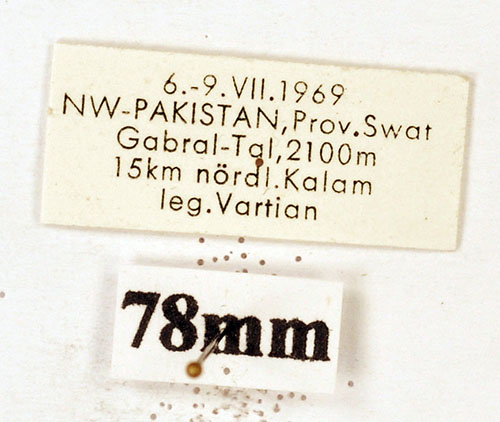 6.-9.VII.1969
NW-PAKISTAN,Prov.Swat
Gabral-Tal,2100m
15km nördl.Kalam
leg.Vartian
78mm